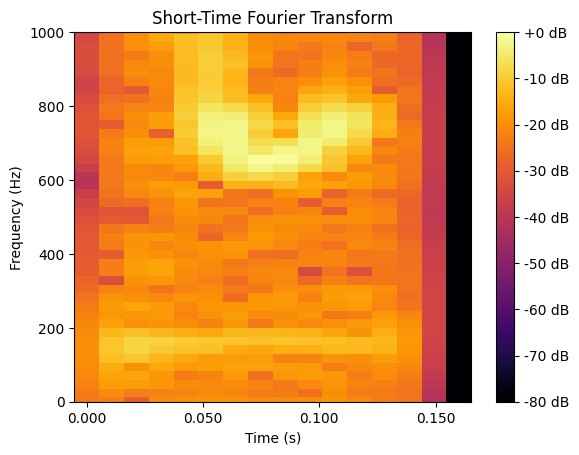 Short-Time Fourier Transform
1000
800
600
400
200
0
Frequency (Hz)
0.000
0.050
0.100
0.150
Time (s)
+0 dB
-10 dB
-20 dB
-30 dB
-40 dB
-50 dB
-60 dB
-70 dB
-80 dB